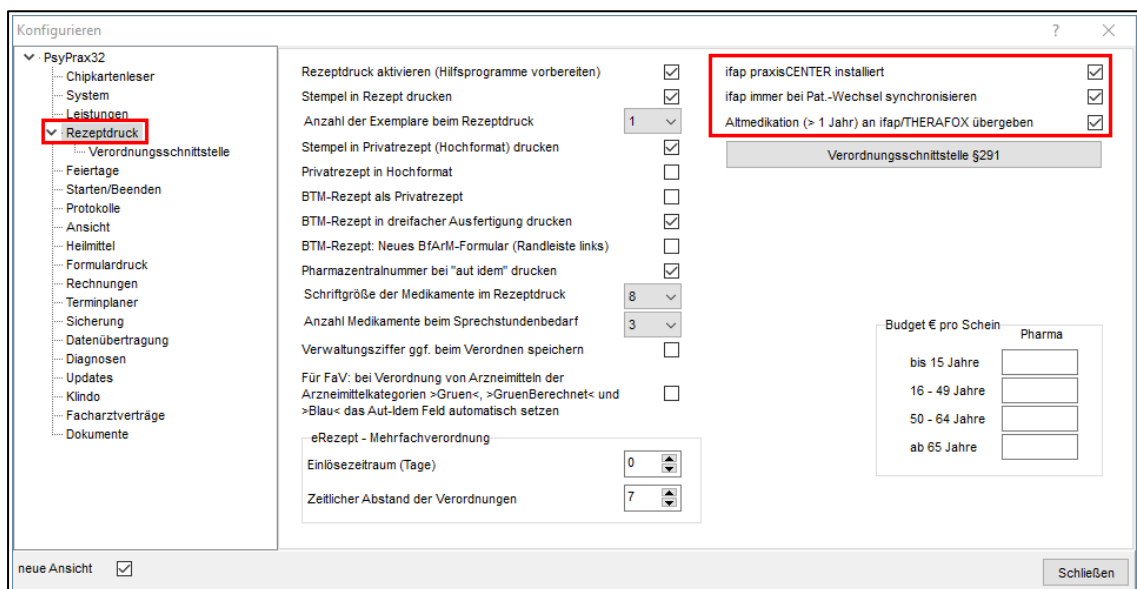 Konfigurieren
?
PsyPrax32
Chipkartenleser
System
Leistungen
Rezeptdruck
Verordnungsschnittstelle
Feiertage
Starten/Beenden
Protokolle
Ansicht
Heilmittel
Formulardruck
Rechnungen
Terminplaner
Sicherung
Datenübertragung
Diagnosen
Updates
Klindo
Facharztverträge
Dokumente
Rezeptdruck aktivieren (Hilfsprogramme vorbereiten)
Stempel in Rezept drucken
Anzahl der Exemplare beim Rezeptdruck 1
Stempel in Privatrezept (Hochformat) drucken
Privatrezept in Hochformat
BTM-Rezept als Privatrezept
BTM-Rezept in dreifacher Ausfertigung drucken
BTM-Rezept: Neues BfArM-Formular (Randleiste links)
Pharmazentralnummer bei "aut idem" drucken
Schriftgröße der Medikamente im Rezeptdruck 8
Anzahl Medikamente beim Sprechstundenbedarf 3
Verwaltungsziffer ggf. beim Verordnen speichern
Für FaV: bei Verordnung von Arzneimitteln der
Arzneimittelkategorien >Gruen<, >GruenBerechnet< und
>Blau< das Aut-Idem Feld automatisch setzen
eRezept - Mehrfachverordnung
Einlösezeitraum (Tage) 0
Zeitlicher Abstand der Verordnungen 7
ifap praxisCENTER installiert
ifap immer bei Pat.-Wechsel synchronisieren
Altmedikation (> 1 Jahr) an ifap/THERAFOX übergeben
Verordnungsschnittstelle §291
Budget € pro Schein
Pharma
bis 15 Jahre
16 - 49 Jahre
50 - 64 Jahre
ab 65 Jahre
neue Ansicht
Schließen